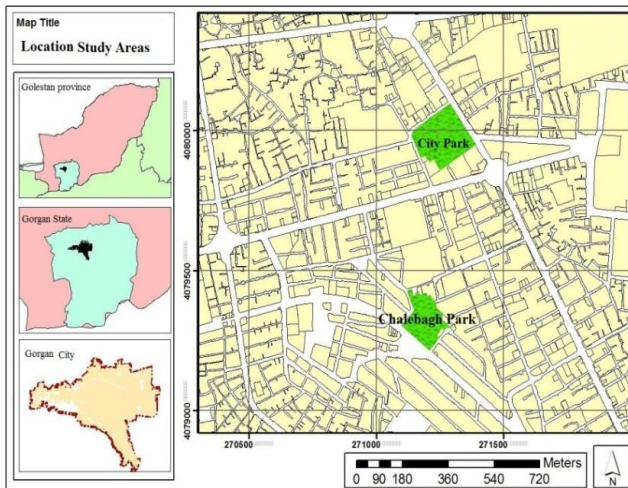 Map Title
Location Study Areas
Golestan province
Gorgan State
Gorgan City
City Park
Chalebagh Park
4080000
4079500
4079000
270500
271000
271500
Meters
0 90 180 360 540 720
N